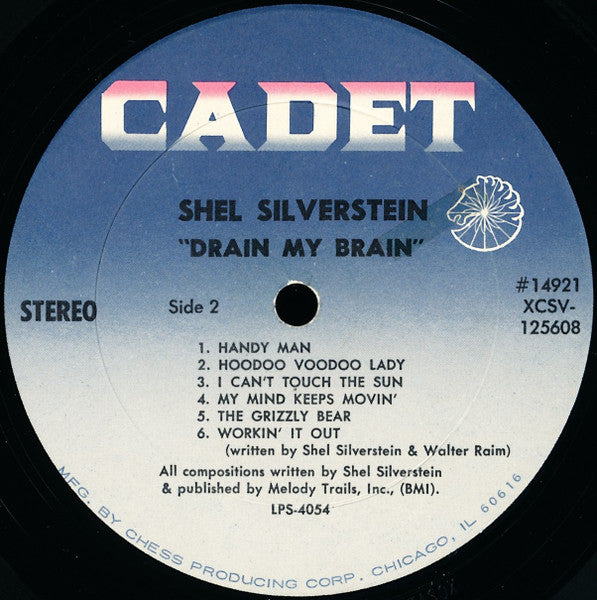 CADET
SHEL SILVERSTEIN
"DRAIN MY BRAIN"
STEREO
Side 2
#14921
XCSV-
125608
1. HANDY MAN
2. HOODOO VOODOO LADY
3. I CAN'T TOUCH THE SUN
4. MY MIND KEEPS MOVIN'
5. THE GRIZZLY BEAR
6. WORKIN' IT OUT
(written by Shel Silverstein & Walter Raim)
All compositions written by Shel Silverstein
& published by Melody Trails, Inc., (BMI).
LPS-4054
MFG. BY CHESS PRODUCING CORP. CHICAGO, IL 60616